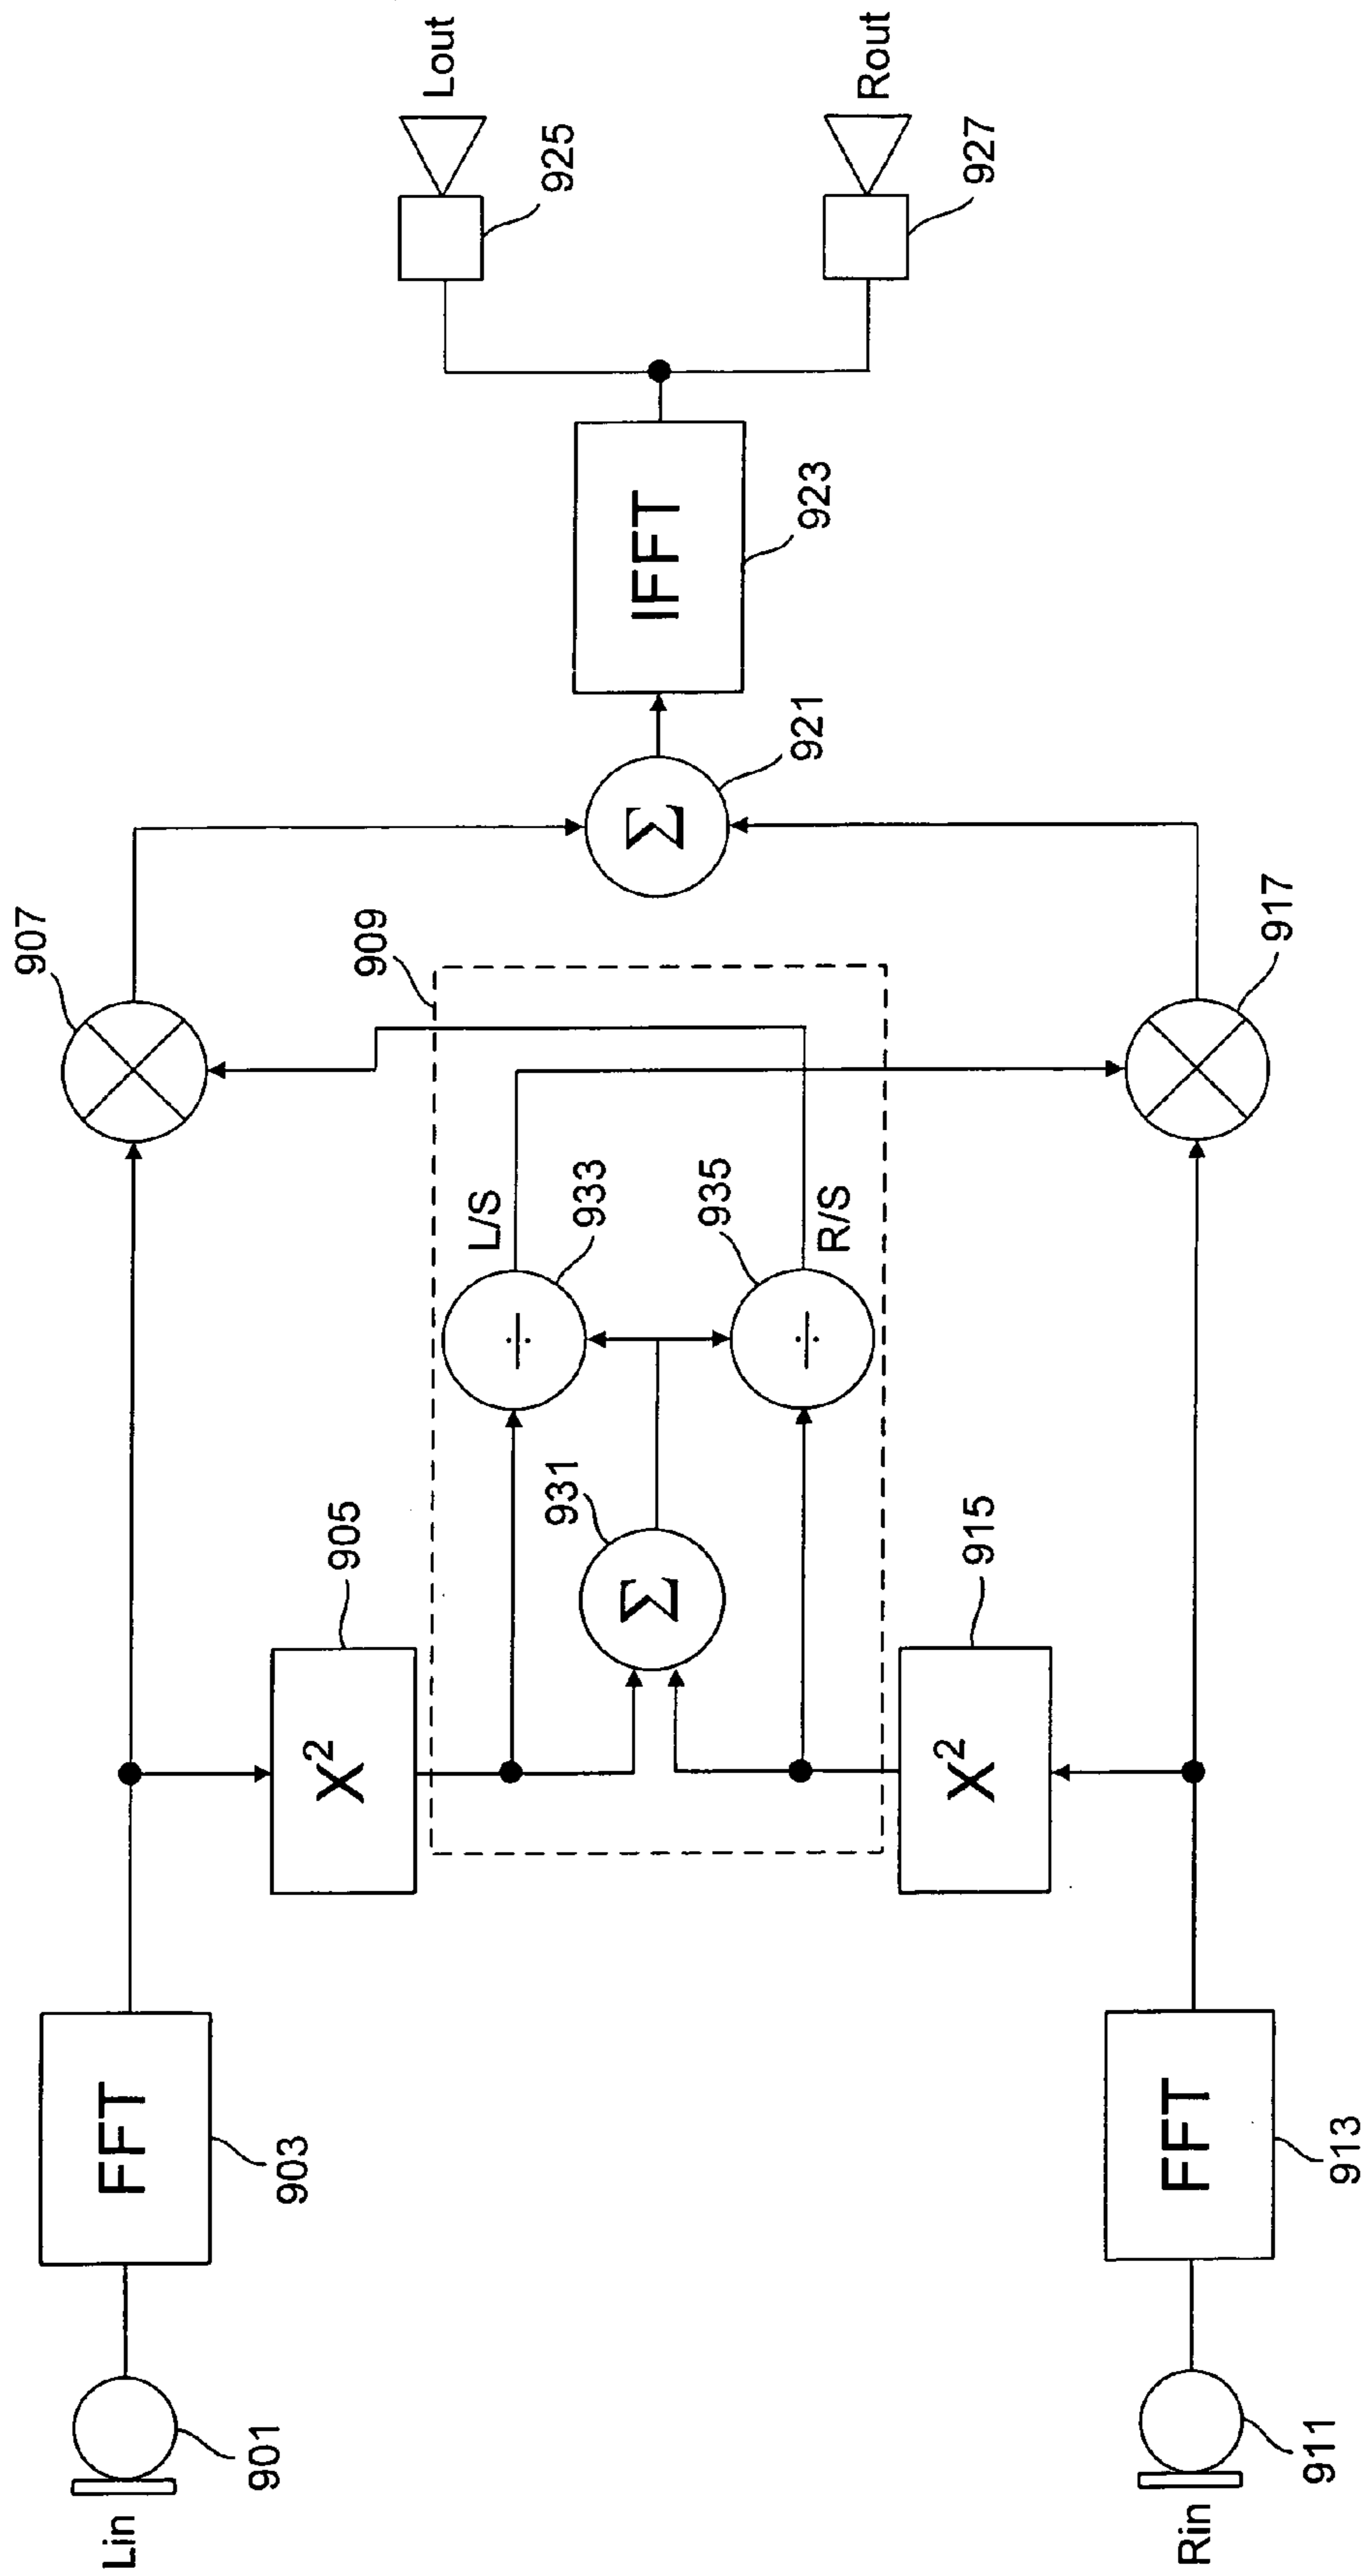 Lin
901
FFT
903
X²
905
907
909
L/S
933
Σ
931
÷
÷
935
R/S
X²
915
Rin
911
FFT
913
917
Σ
921
IFFT
923
925
Lout
927
Rout